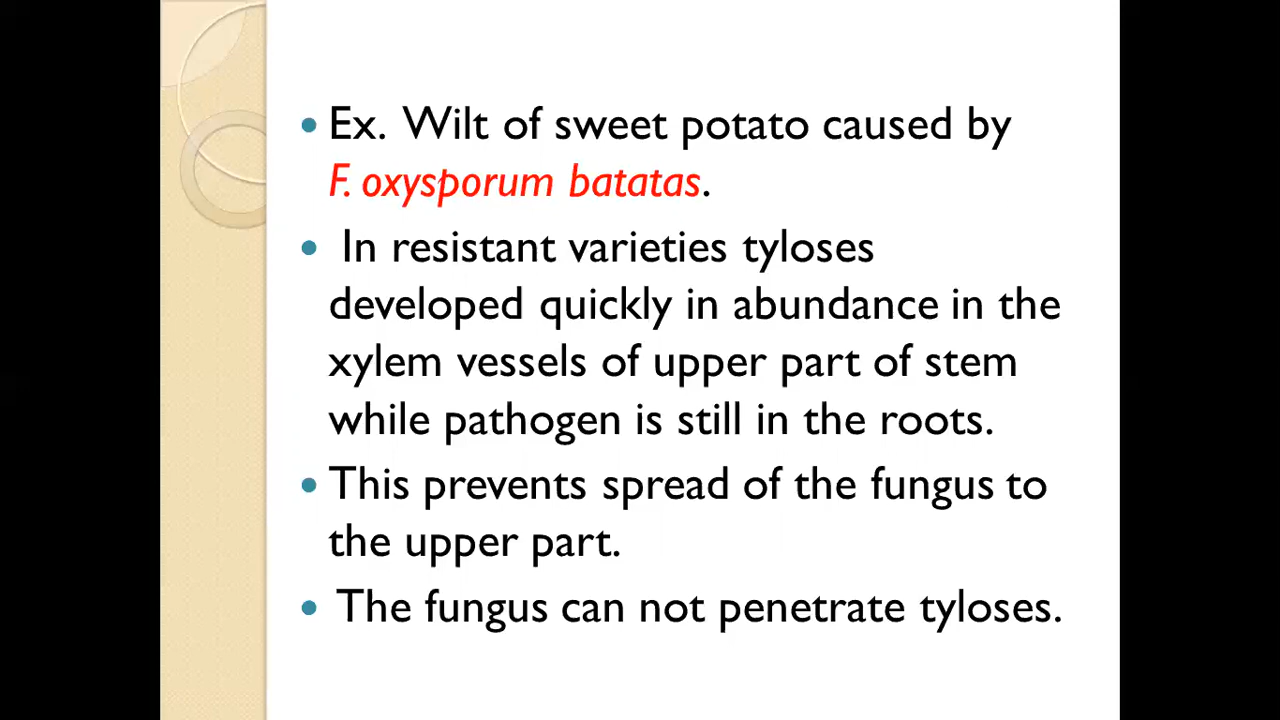 • Ex. Wilt of sweet potato caused by
F. oxysporum batatas.
• In resistant varieties tyloses
developed quickly in abundance in the
xylem vessels of upper part of stem
while pathogen is still in the roots.
• This prevents spread of the fungus to
the upper part.
• The fungus can not penetrate tyloses.